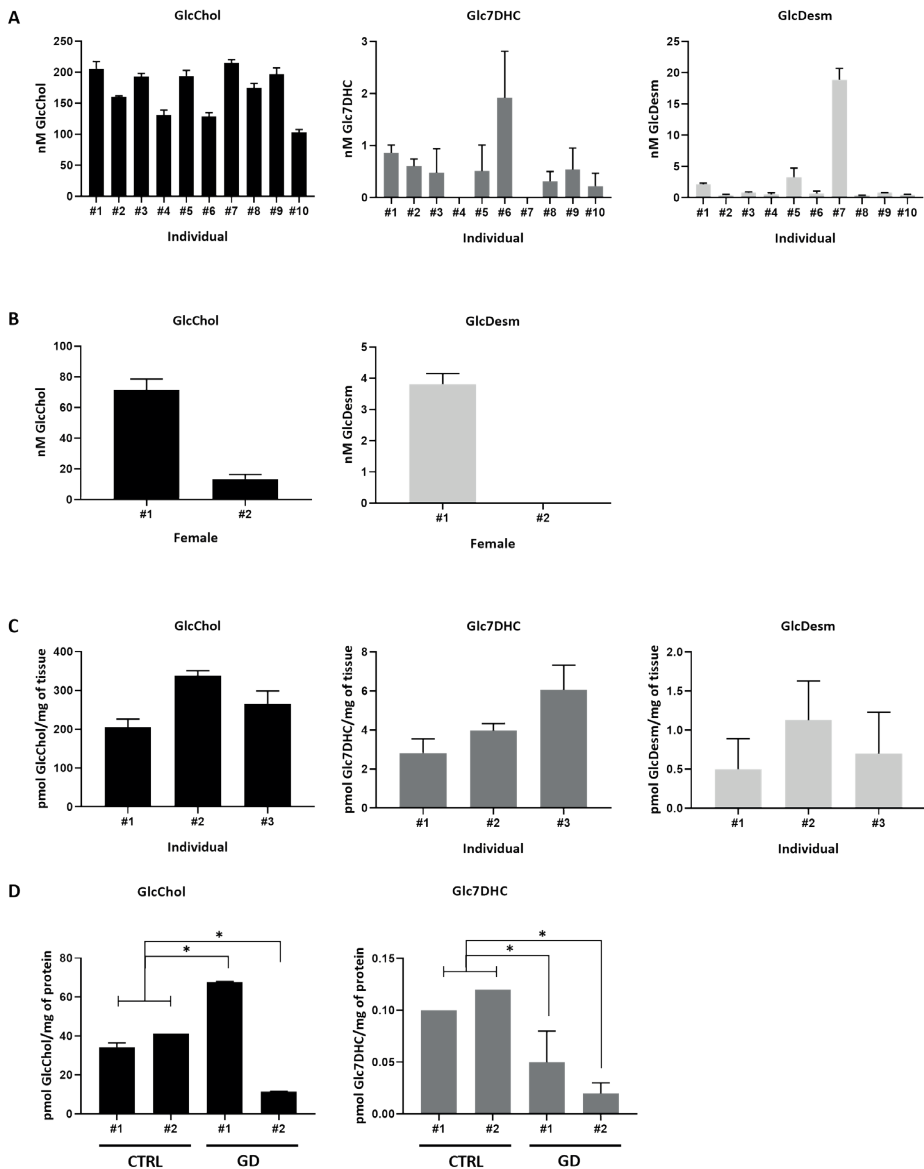 A
GlcChol
nM GlcChol
250
200
150
100
50
0
#1 #2 #3 #4 #5 #6 #7 #8 #9 #10
Individual
Glc7DHC
nM Glc7DHC
3
2
1
0
#1 #2 #3 #4 #5 #6 #7 #8 #9 #10
Individual
GlcDesm
nM GlcDesm
25
20
15
10
5
0
#1 #2 #3 #4 #5 #6 #7 #8 #9 #10
Individual
B
GlcChol
nM GlcChol
100
80
60
40
20
0
#1 #2
Female
GlcDesm
nM GlcDesm
5
4
3
2
1
0
#1 #2
Female
C
GlcChol
pmol GlcChol/mg of tissue
400
300
200
100
0
#1 #2 #3
Individual
Glc7DHC
pmol Glc7DHC/mg of tissue
8
6
4
2
0
#1 #2 #3
Individual
GlcDesm
pmol GlcDesm/mg of tissue
2.0
1.5
1.0
0.5
0.0
#1 #2 #3
Individual
D
GlcChol
pmol GlcChol/mg of protein
80
60
40
20
0
*
*
#1 #2 #1 #2
CTRL GD
Glc7DHC
pmol Glc7DHC/mg of protein
0.15
0.10
0.05
0.00
*
*
#1 #2 #1 #2
CTRL GD